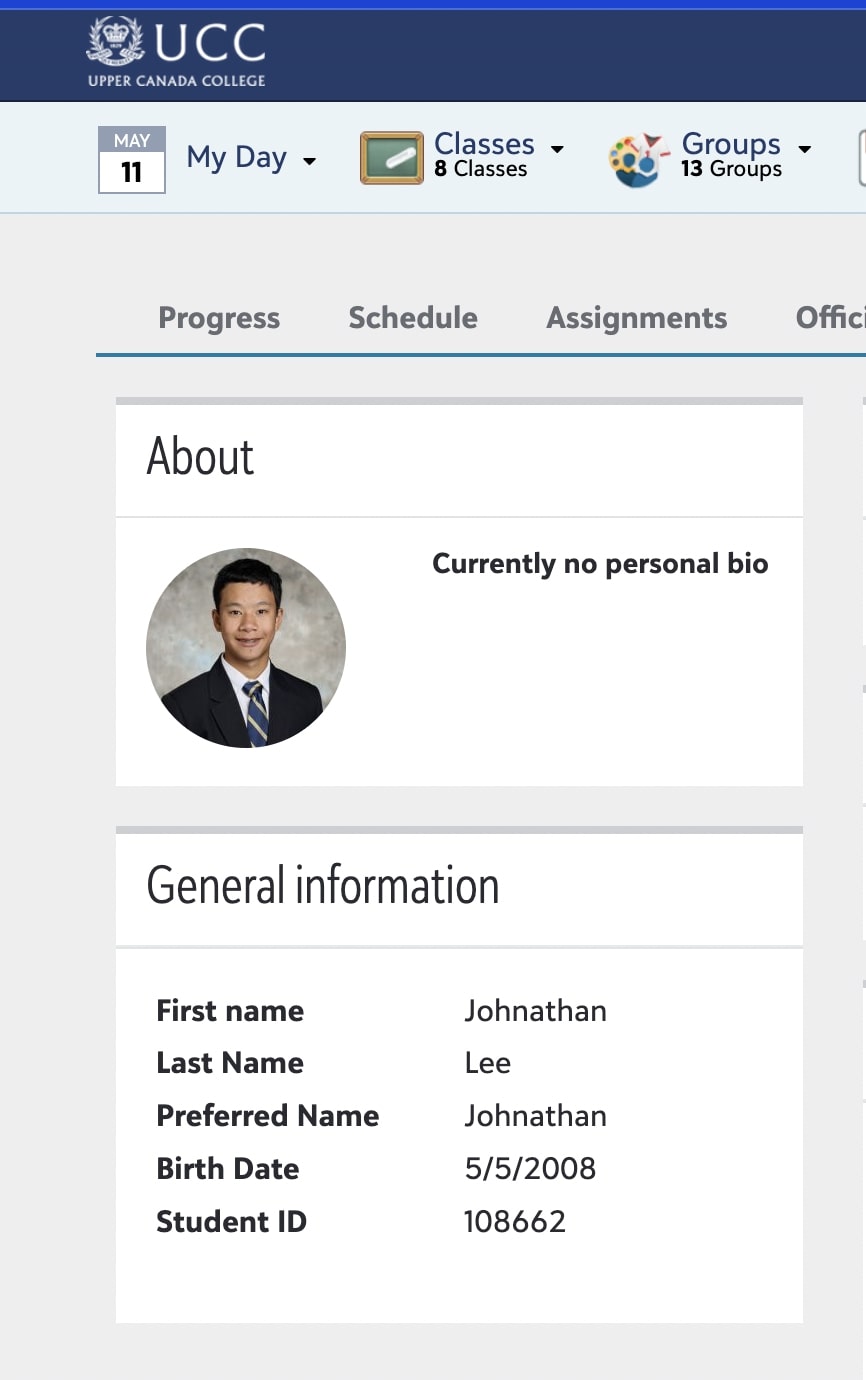 UCC
UPPER CANADA COLLEGE
MAY
11
My Day
Classes
8 Classes
Groups
13 Groups
Progress Schedule Assignments Offici
About
Currently no personal bio
General information
First name Johnathan
Last Name Lee
Preferred Name Johnathan
Birth Date 5/5/2008
Student ID 108662